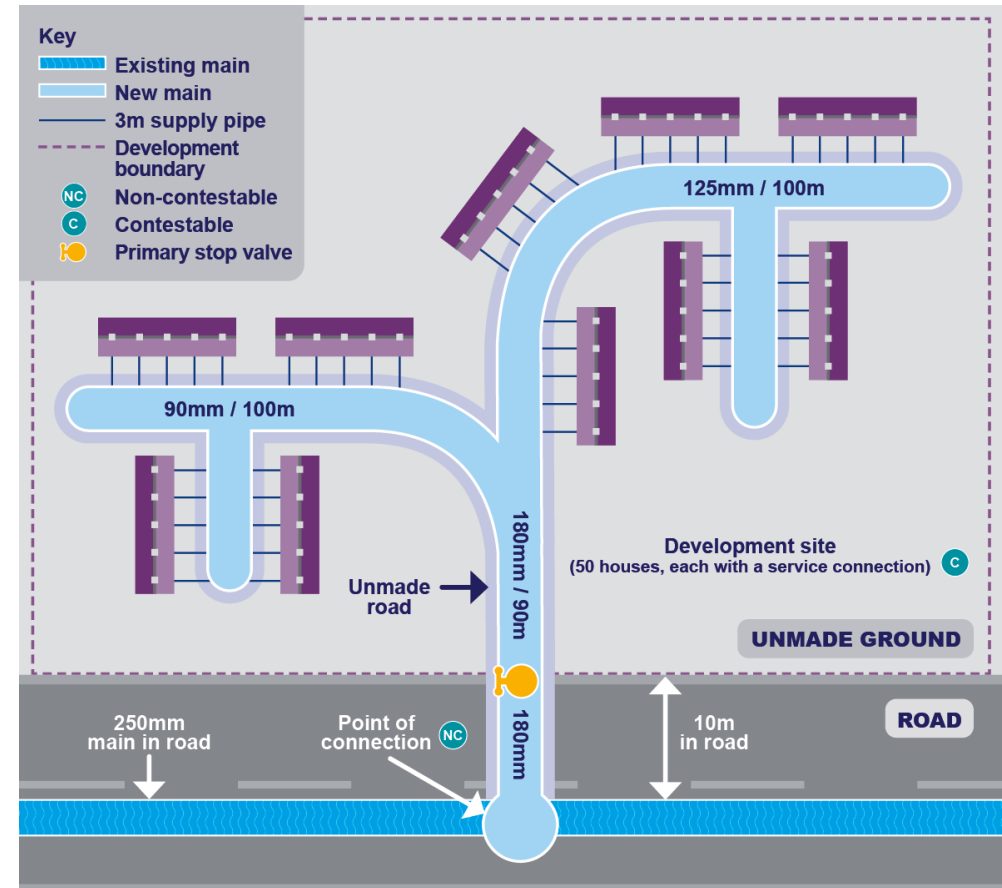 Key
Existing main
New main
3m supply pipe
Development
boundary
NC
Non-contestable
C
Contestable
Primary stop valve
125mm / 100m
90mm / 100m
180mm / 90m
Development site
(50 houses, each with a service connection)
C
Unmade
road
UNMADE GROUND
250mm
main in road
Point of
connection
NC
180mm
10m
in road
ROAD